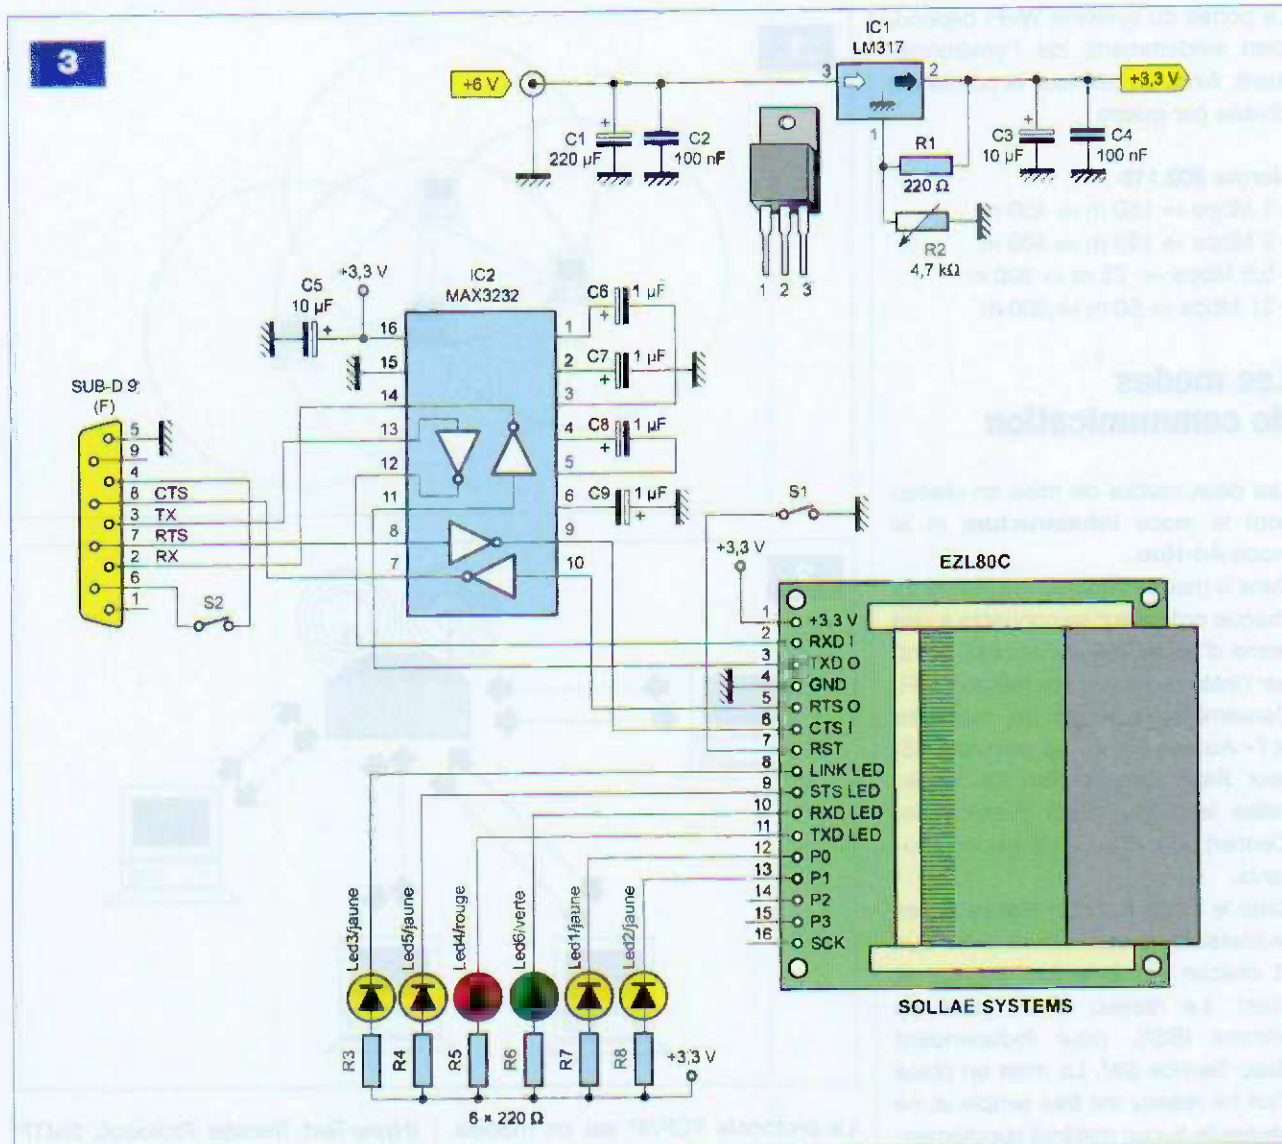 3
+6 V
C1
220 µF
+
C2
100 nF
IC1
LM317
3
2
1
+3,3 V
R1
220 Ω
R2
4,7 kΩ
+
C3
10 µF
C4
100 nF
1 2 3
+3,3 V
C5
10 µF
+
IC2
MAX3232
16
15
14
13
12
11
8
7
1
2
3
4
5
6
9
10
C6 1 µF
+
C7 1 µF
+
C8 1 µF
+
C9 1 µF
+
SUB-D 9
(F)
5
9
4
8 CTS
3 TX
7 RTS
2 RX
6
1
S2
S1
+3,3 V
EZL80C
1 +3,3 V
2 RXD I
3 TXD O
4 GND
5 RTS O
6 CTS I
7 RST
8 LINK LED
9 STS LED
10 RXD LED
11 TXD LED
12 P0
13 P1
14 P2
15 P3
16 SCK
SOLLAE SYSTEMS
Led3/jaune
Led5/jaune
Led4/rouge
Led6/verte
Led1/jaune
Led2/jaune
R3
R4
R5
R6
R7
R8
+3,3 V
6 × 220 Ω